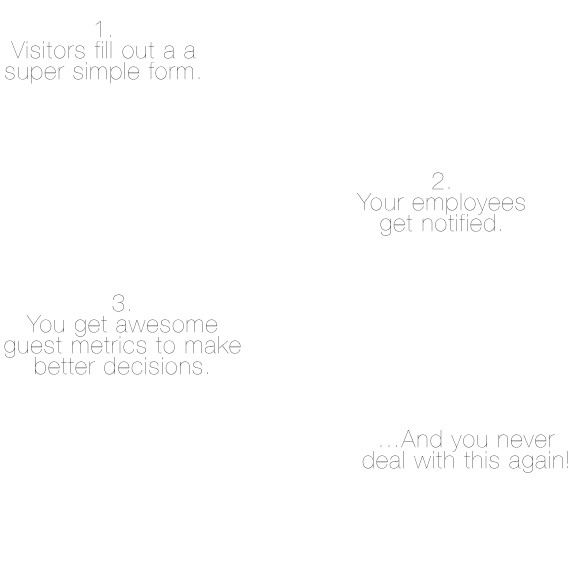 1.
Visitors fill out a a
super simple form.
2.
Your employees
get notified.
3.
You get awesome
guest metrics to make
better decisions.
...And you never
deal with this again!